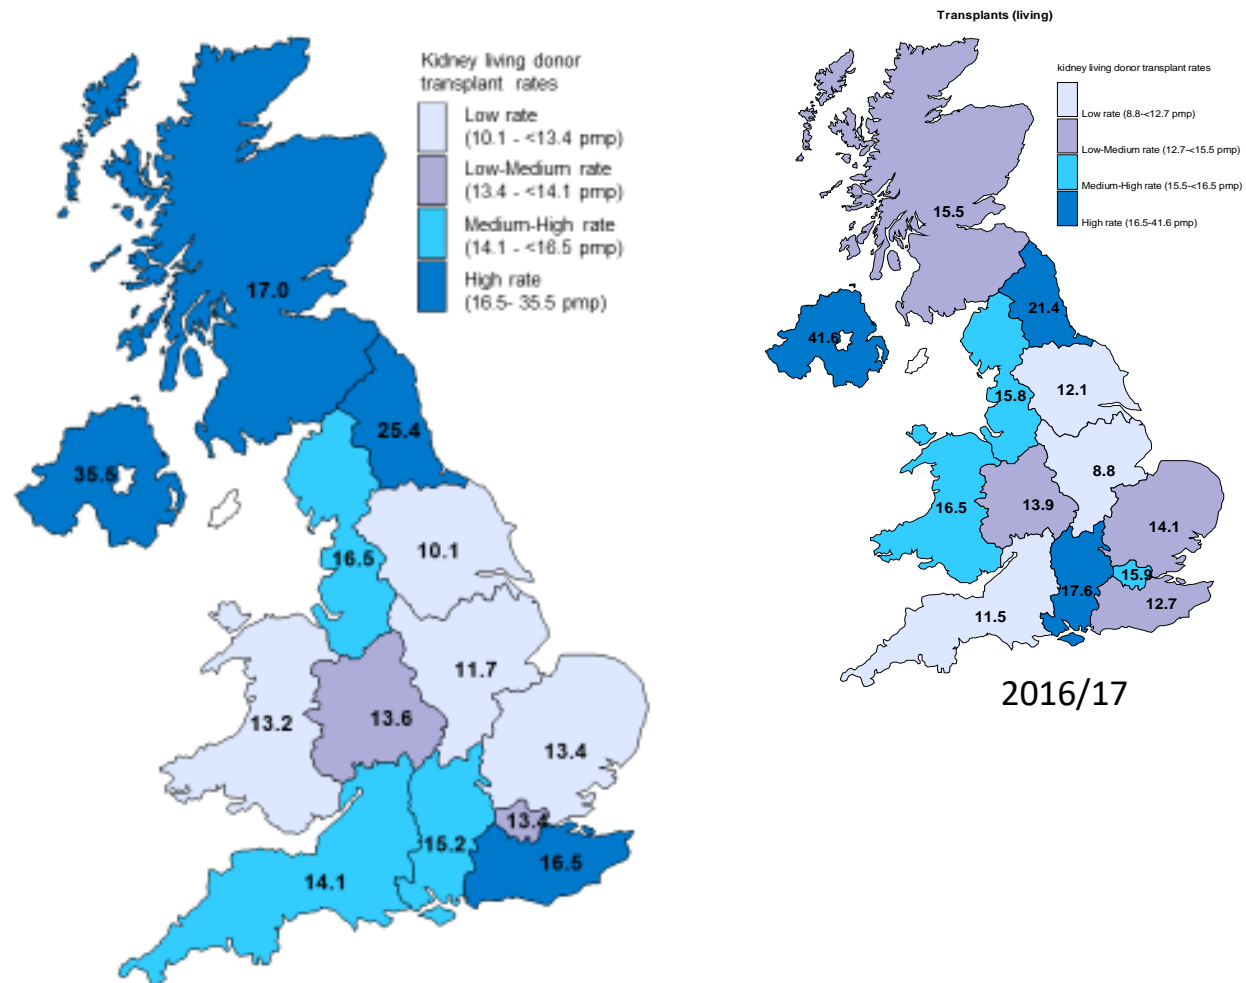 Kidney living donor
transplant rates
Low rate
(10.1 - <13.4 pmp)
Low-Medium rate
(13.4 - <14.1 pmp)
Medium-High rate
(14.1 - <16.5 pmp)
High rate
(16.5- 35.5 pmp)
17.0
25.4
35.5
16.5
10.1
11.7
13.2
13.6
13.4
13.4
15.2
16.5
14.1
Transplants (living)
kidney living donor transplant rates
Low rate (8.8-<12.7 pmp)
Low-Medium rate (12.7-<15.5 pmp)
Medium-High rate (15.5-<16.5 pmp)
High rate (16.5-41.6 pmp)
15.5
21.4
41.6
15.8
12.1
8.8
16.5
13.9
14.1
15.9
17.6
12.7
11.5
2016/17